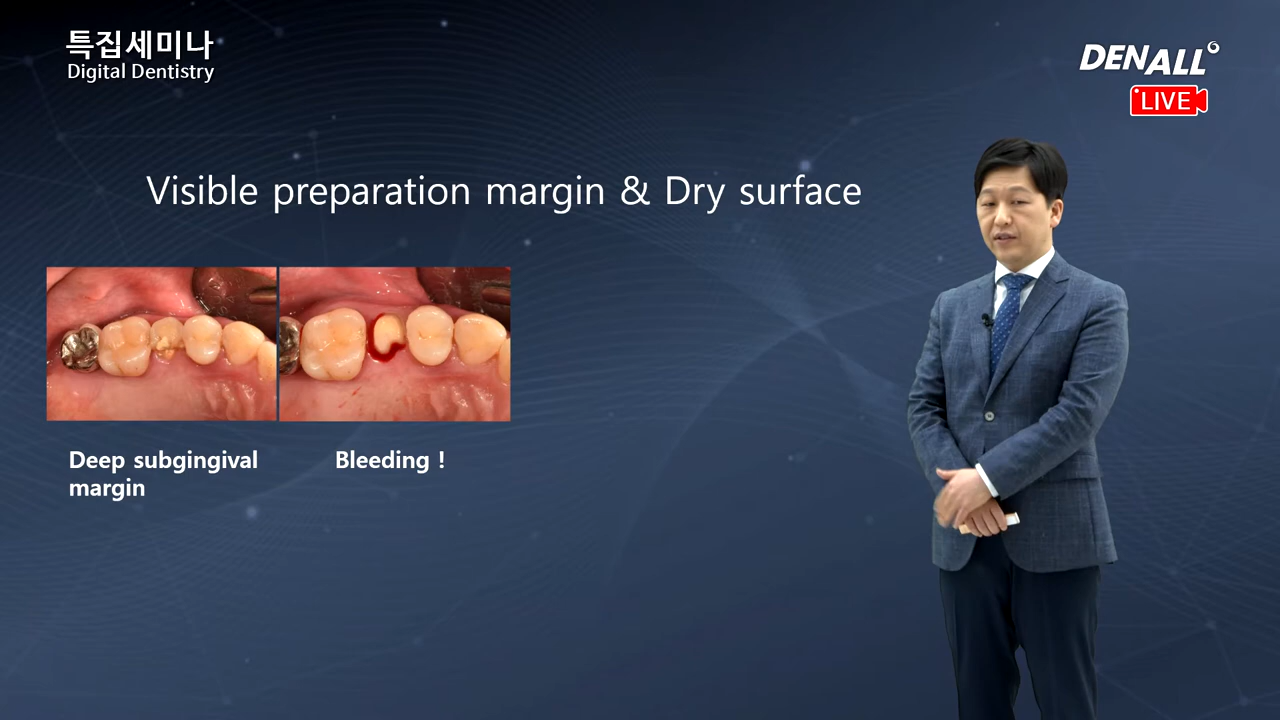 특집세미나
Digital Dentistry
DENALL
LIVE
Visible preparation margin & Dry surface
Deep subgingival
margin
Bleeding !